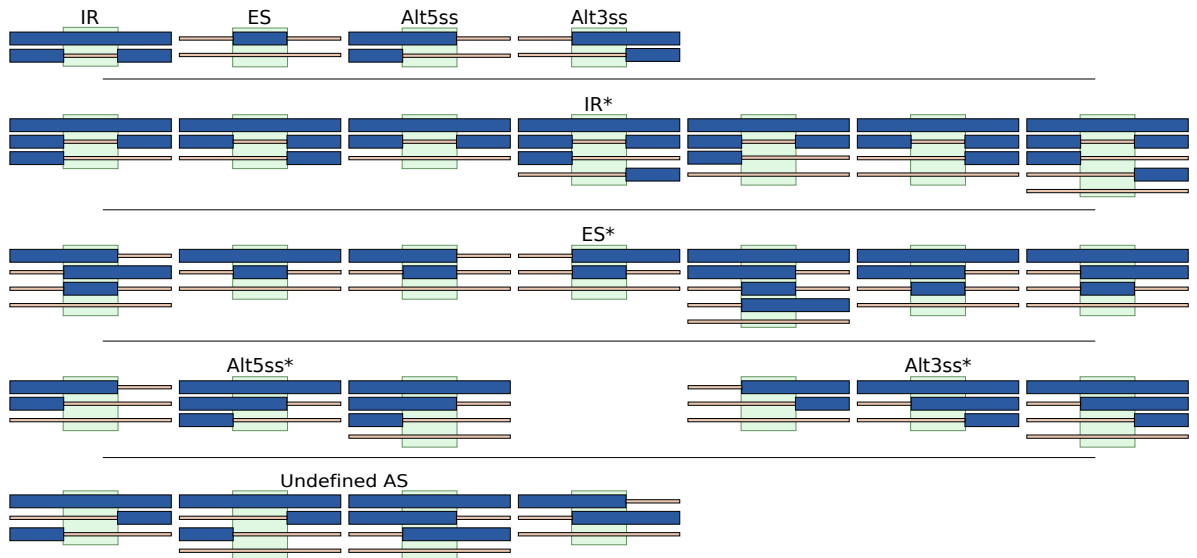 IR ES Alt5ss Alt3ss
IR*
ES*
Alt5ss* Alt3ss*
Undefined AS